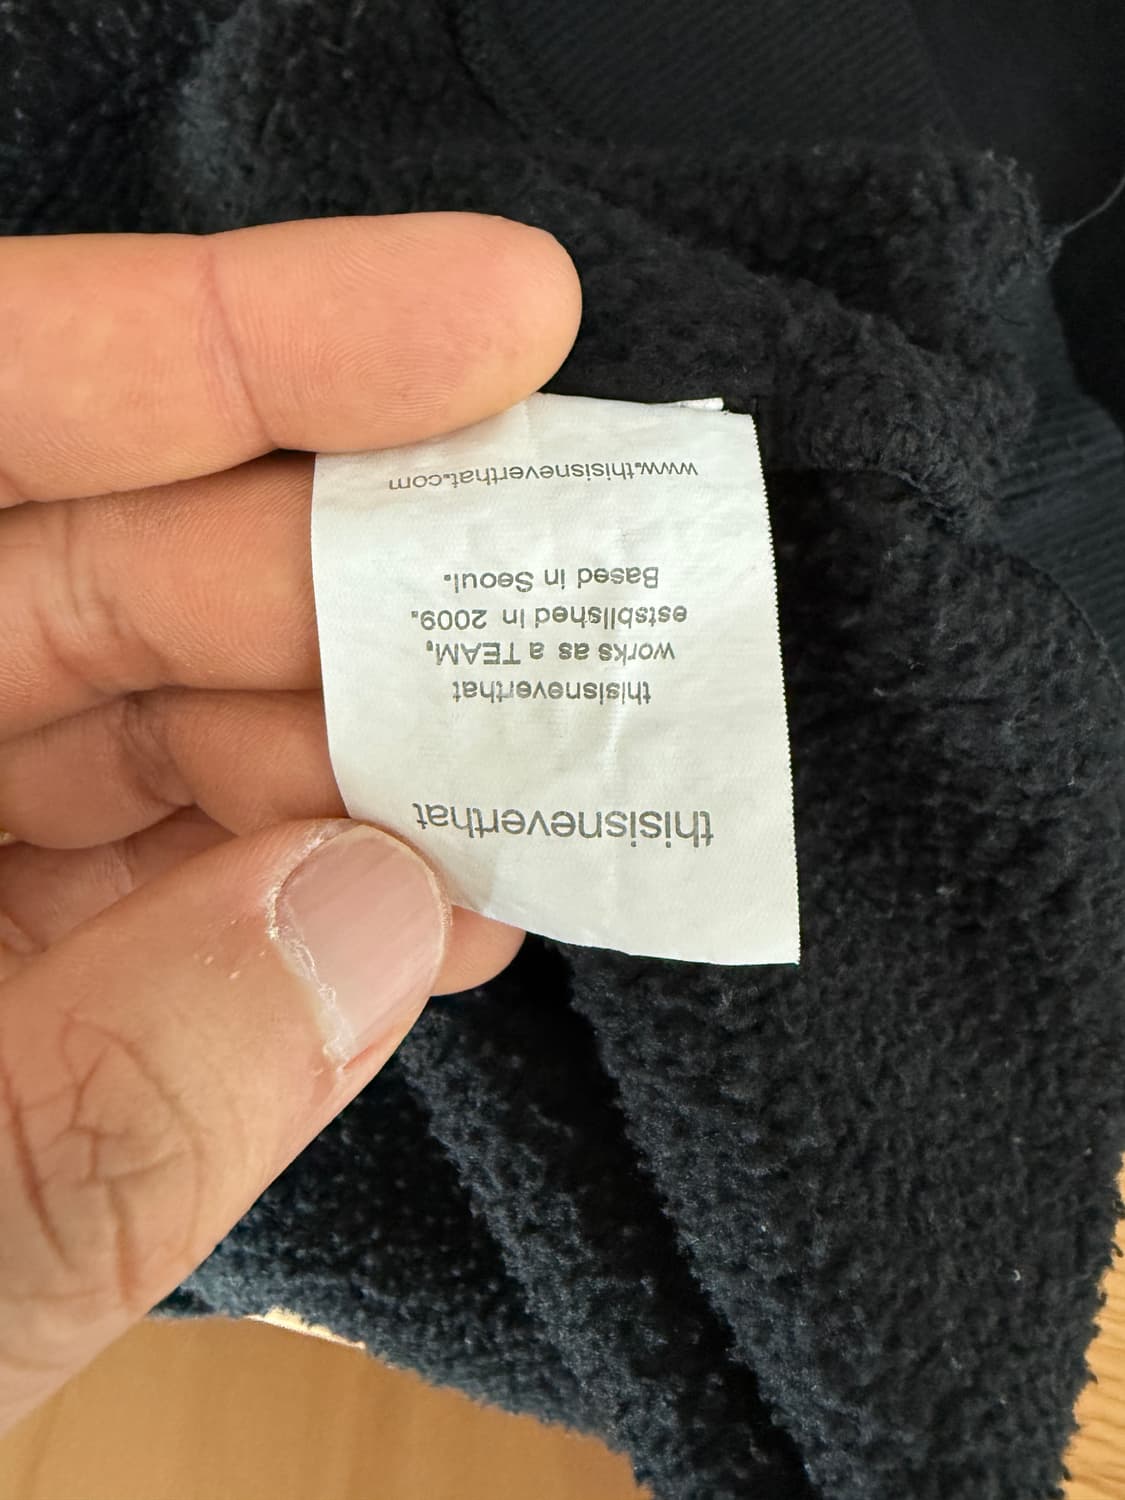 thisisneverthat
thisisneverthat
works as a TEAM,
estsblished in 2009.
Based in Seoul.
www.thisisneverthat.com